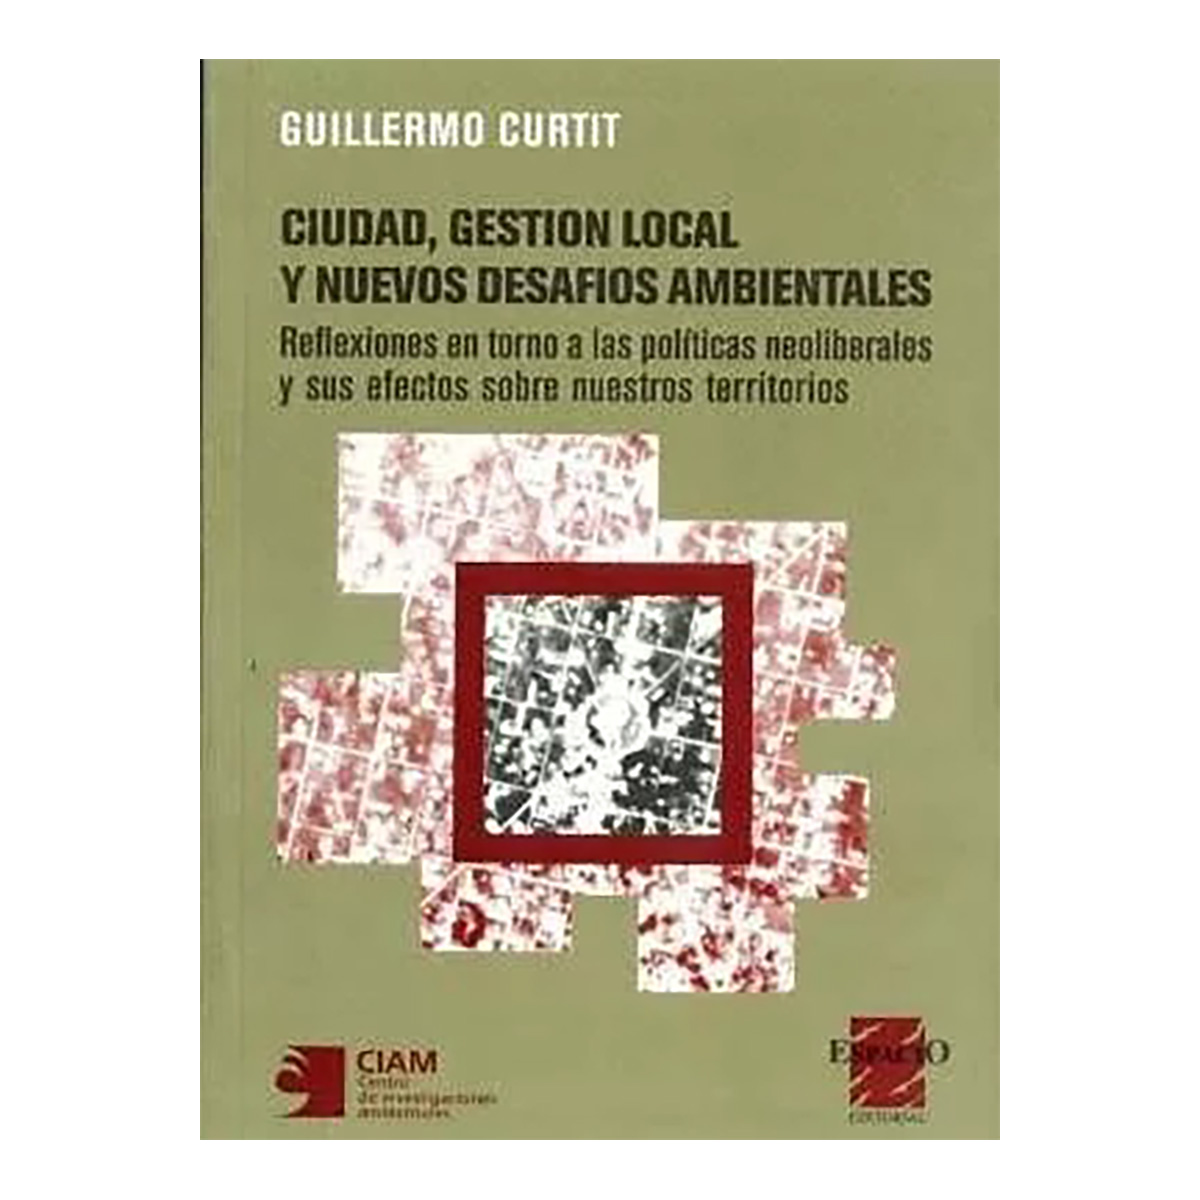 GUILLERMO CURTIT
CIUDAD, GESTION LOCAL
Y NUEVOS DESAFIOS AMBIENTALES
Reflexiones en torno a las políticas neoliberales
y sus efectos sobre nuestros territorios
CIAM
Centro
de investigaciones
ambientales
ESPACIO
EDITORIAL